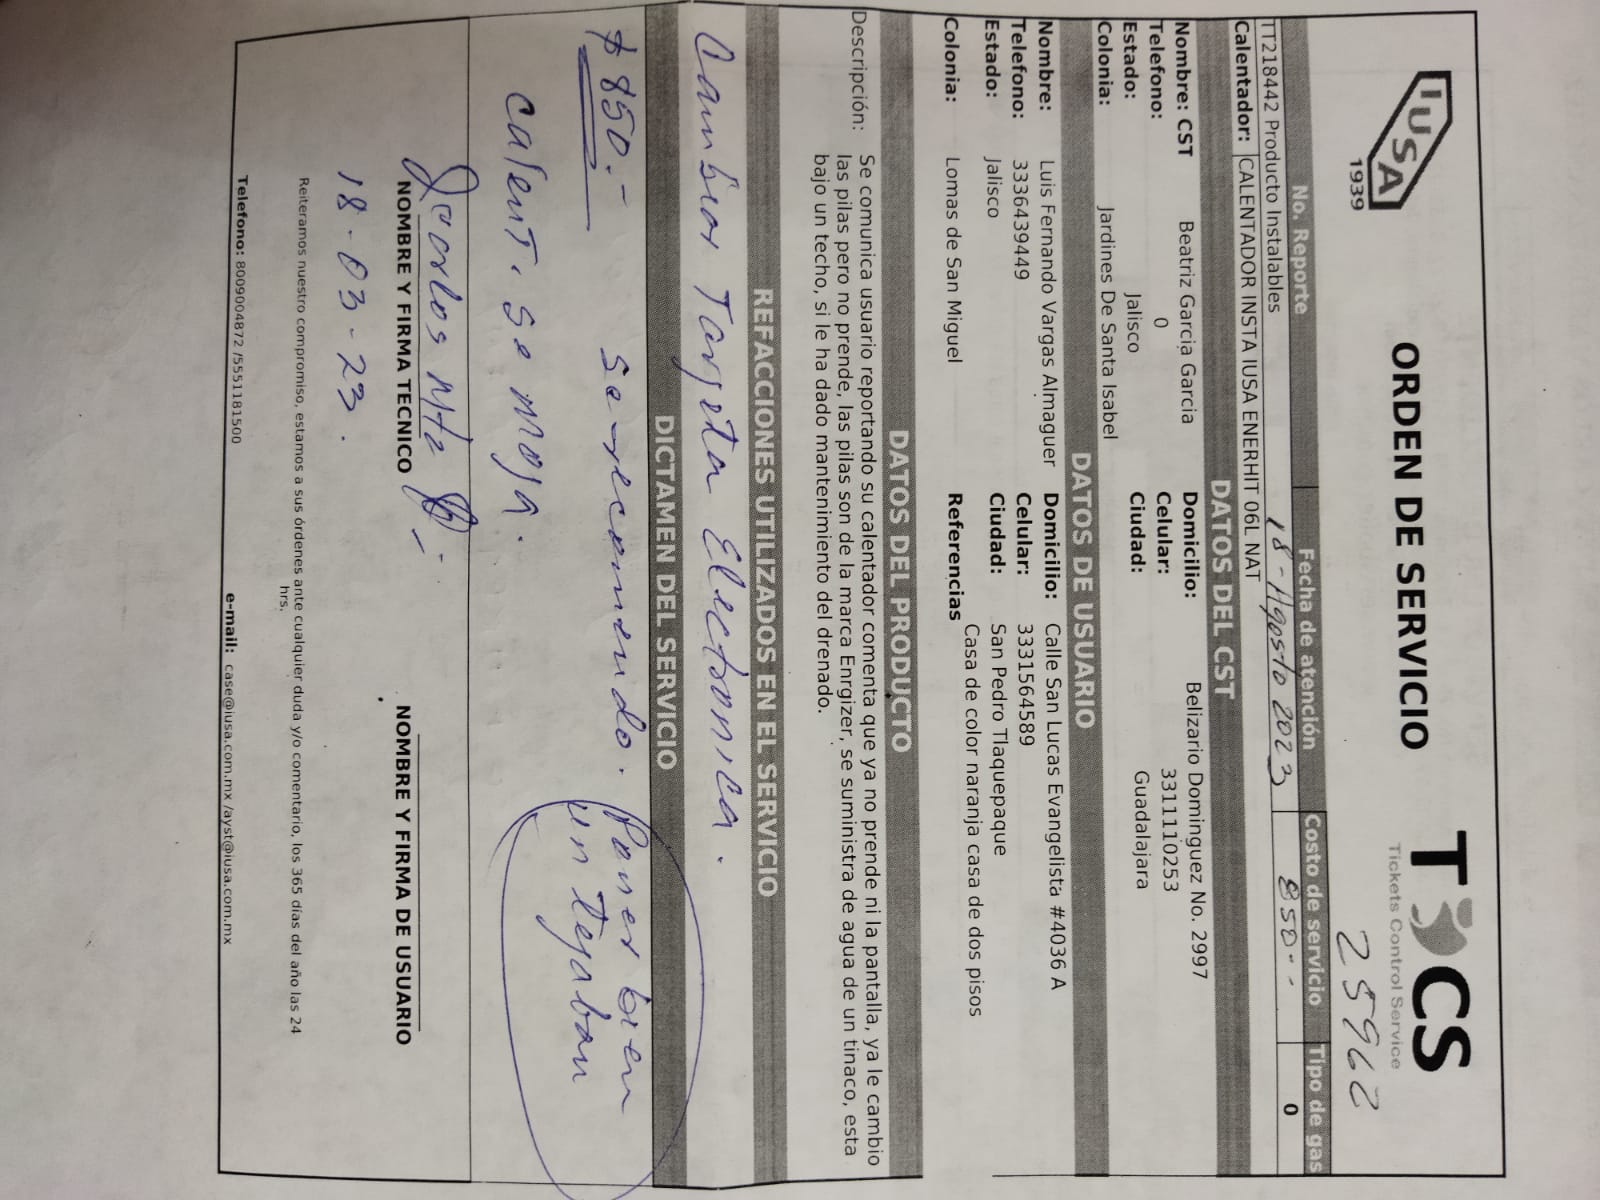 IUSA
1939
ORDEN DE SERVICIO
TCS
Tickets Control Service
25962
No. Reporte Fecha de atención Costo de servicio Tipo de gas
18-Agosto 2023 850.- 0
TT218442 Producto Instalables
Calentador: CALENTADOR INSTA IUSA ENERHIT 06L NAT
DATOS DEL CST
Nombre: CST Beatriz Garcia Garcia Domicilio: Belizario Dominguez No. 2997
Telefono: 0 Celular: 3311110253
Estado: Jalisco Ciudad: Guadalajara
Colonia: Jardines De Santa Isabel
DATOS DE USUARIO
Nombre: Luis Fernando Vargas Almaguer Domicilio: Calle San Lucas Evangelista #4036 A
Telefono: 3336439449 Celular: 3331564589
Estado: Jalisco Ciudad: San Pedro Tlaquepaque
Colonia: Lomas de San Miguel Referencias Casa de color naranja casa de dos pisos
DATOS DEL PRODUCTO
Descripción: Se comunica usuario reportando su calentador comenta que ya no prende ni la pantalla, ya le cambio
las pilas pero no prende, las pilas son de la marca Enrgizer, se suministra de agua de un tinaco, esta
bajo un techo, si le ha dado mantenimiento del drenado.
REFACCIONES UTILIZADOS EN EL SERVICIO
Cambiar Tarjeta Electronica.
DICTAMEN DEL SERVICIO
$850.- Se recomiendo. Poner bien
un tejaban
calent. se moja.
Jcarlos Mtz
NOMBRE Y FIRMA TECNICO NOMBRE Y FIRMA DE USUARIO
18-03-23.
Reiteramos nuestro compromiso, estamos a sus órdenes ante cualquier duda y/o comentario, los 365 días del año las 24
hrs.
Telefono: 8009004872 /5551181500 e-mail: case@iusa.com.mx /ayst@iusa.com.mx